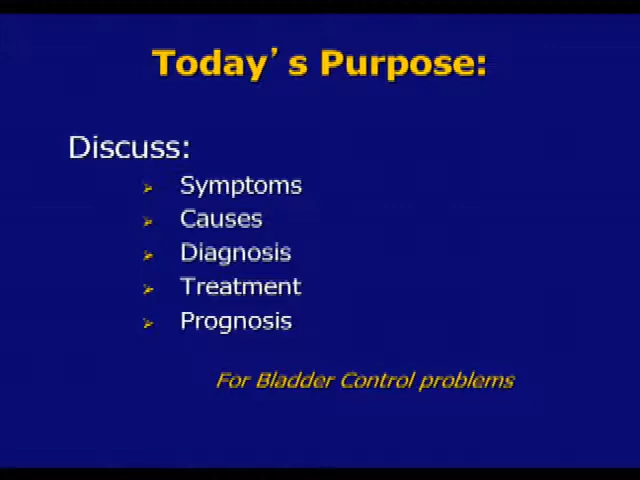 Today's Purpose:
Discuss:
Symptoms
Causes
Diagnosis
Treatment
Prognosis
For Bladder Control problems